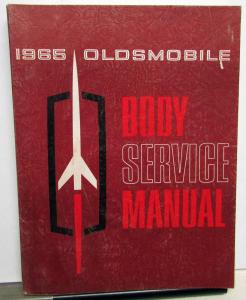 1965 OLDSMOBILE
BODY
SERVICE
MANUAL